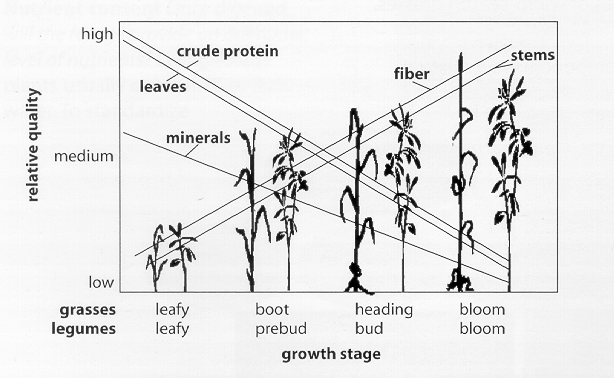 high
crude protein
leaves
fiber
stems
minerals
relative quality
medium
low
grasses leafy boot heading bloom
legumes leafy prebud bud bloom
growth stage